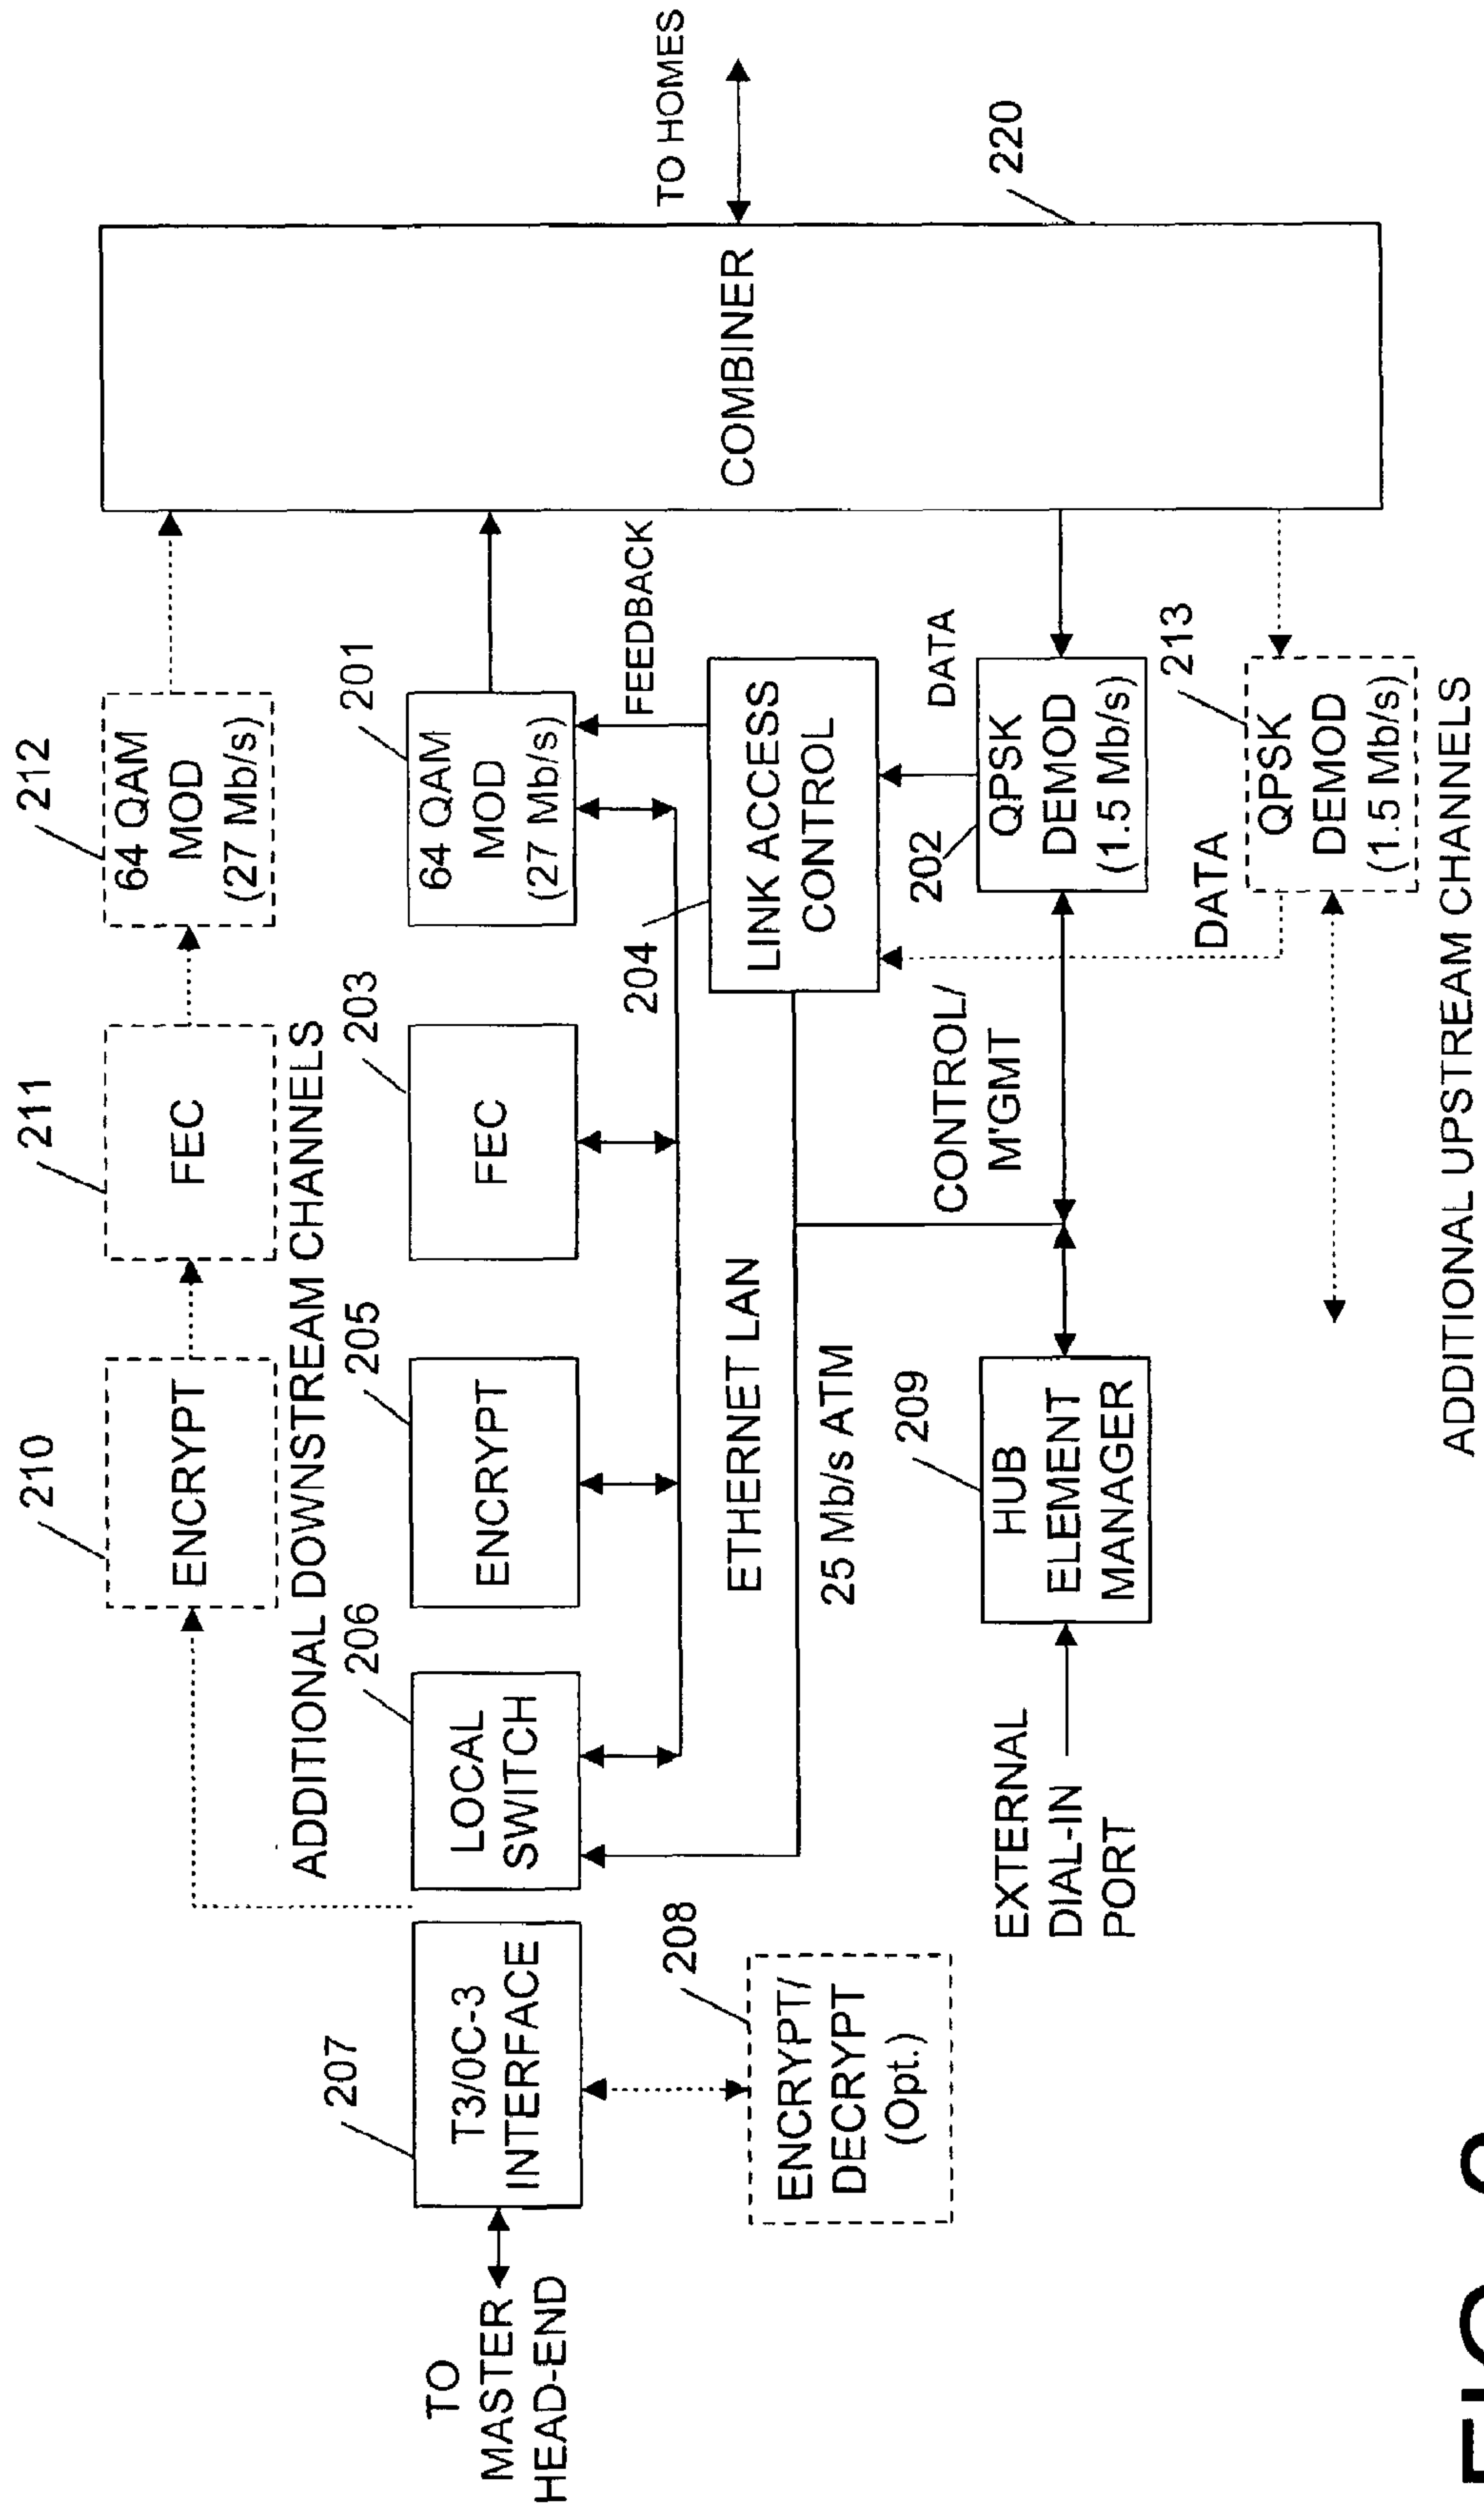 210
211
212
ENCRYPT
FEC
64 QAM
MOD
(27 Mb/s)
ADDITIONAL DOWNSTREAM CHANNELS
207
206
205
203
201
TO
MASTER
HEAD-END
T3/0C-3
INTERFACE
LOCAL
SWITCH
ENCRYPT
FEC
64 QAM
MOD
(27 Mb/s)
FEEDBACK
TO HOMES
COMBINER
220
208
204
ETHERNET LAN
LINK ACCESS
CONTROL
ENCRYPT/
DECRYPT
(Opt.)
25 Mb/s ATM
209
CONTROL/
M'GMT
202
DATA
EXTERNAL
DIAL-IN
PORT
HUB
ELEMENT
MANAGER
QPSK
DEMOD
(1.5 Mb/s)
DATA
213
QPSK
DEMOD
(1.5 Mb/s)
ADDITIONAL UPSTREAM CHANNELS